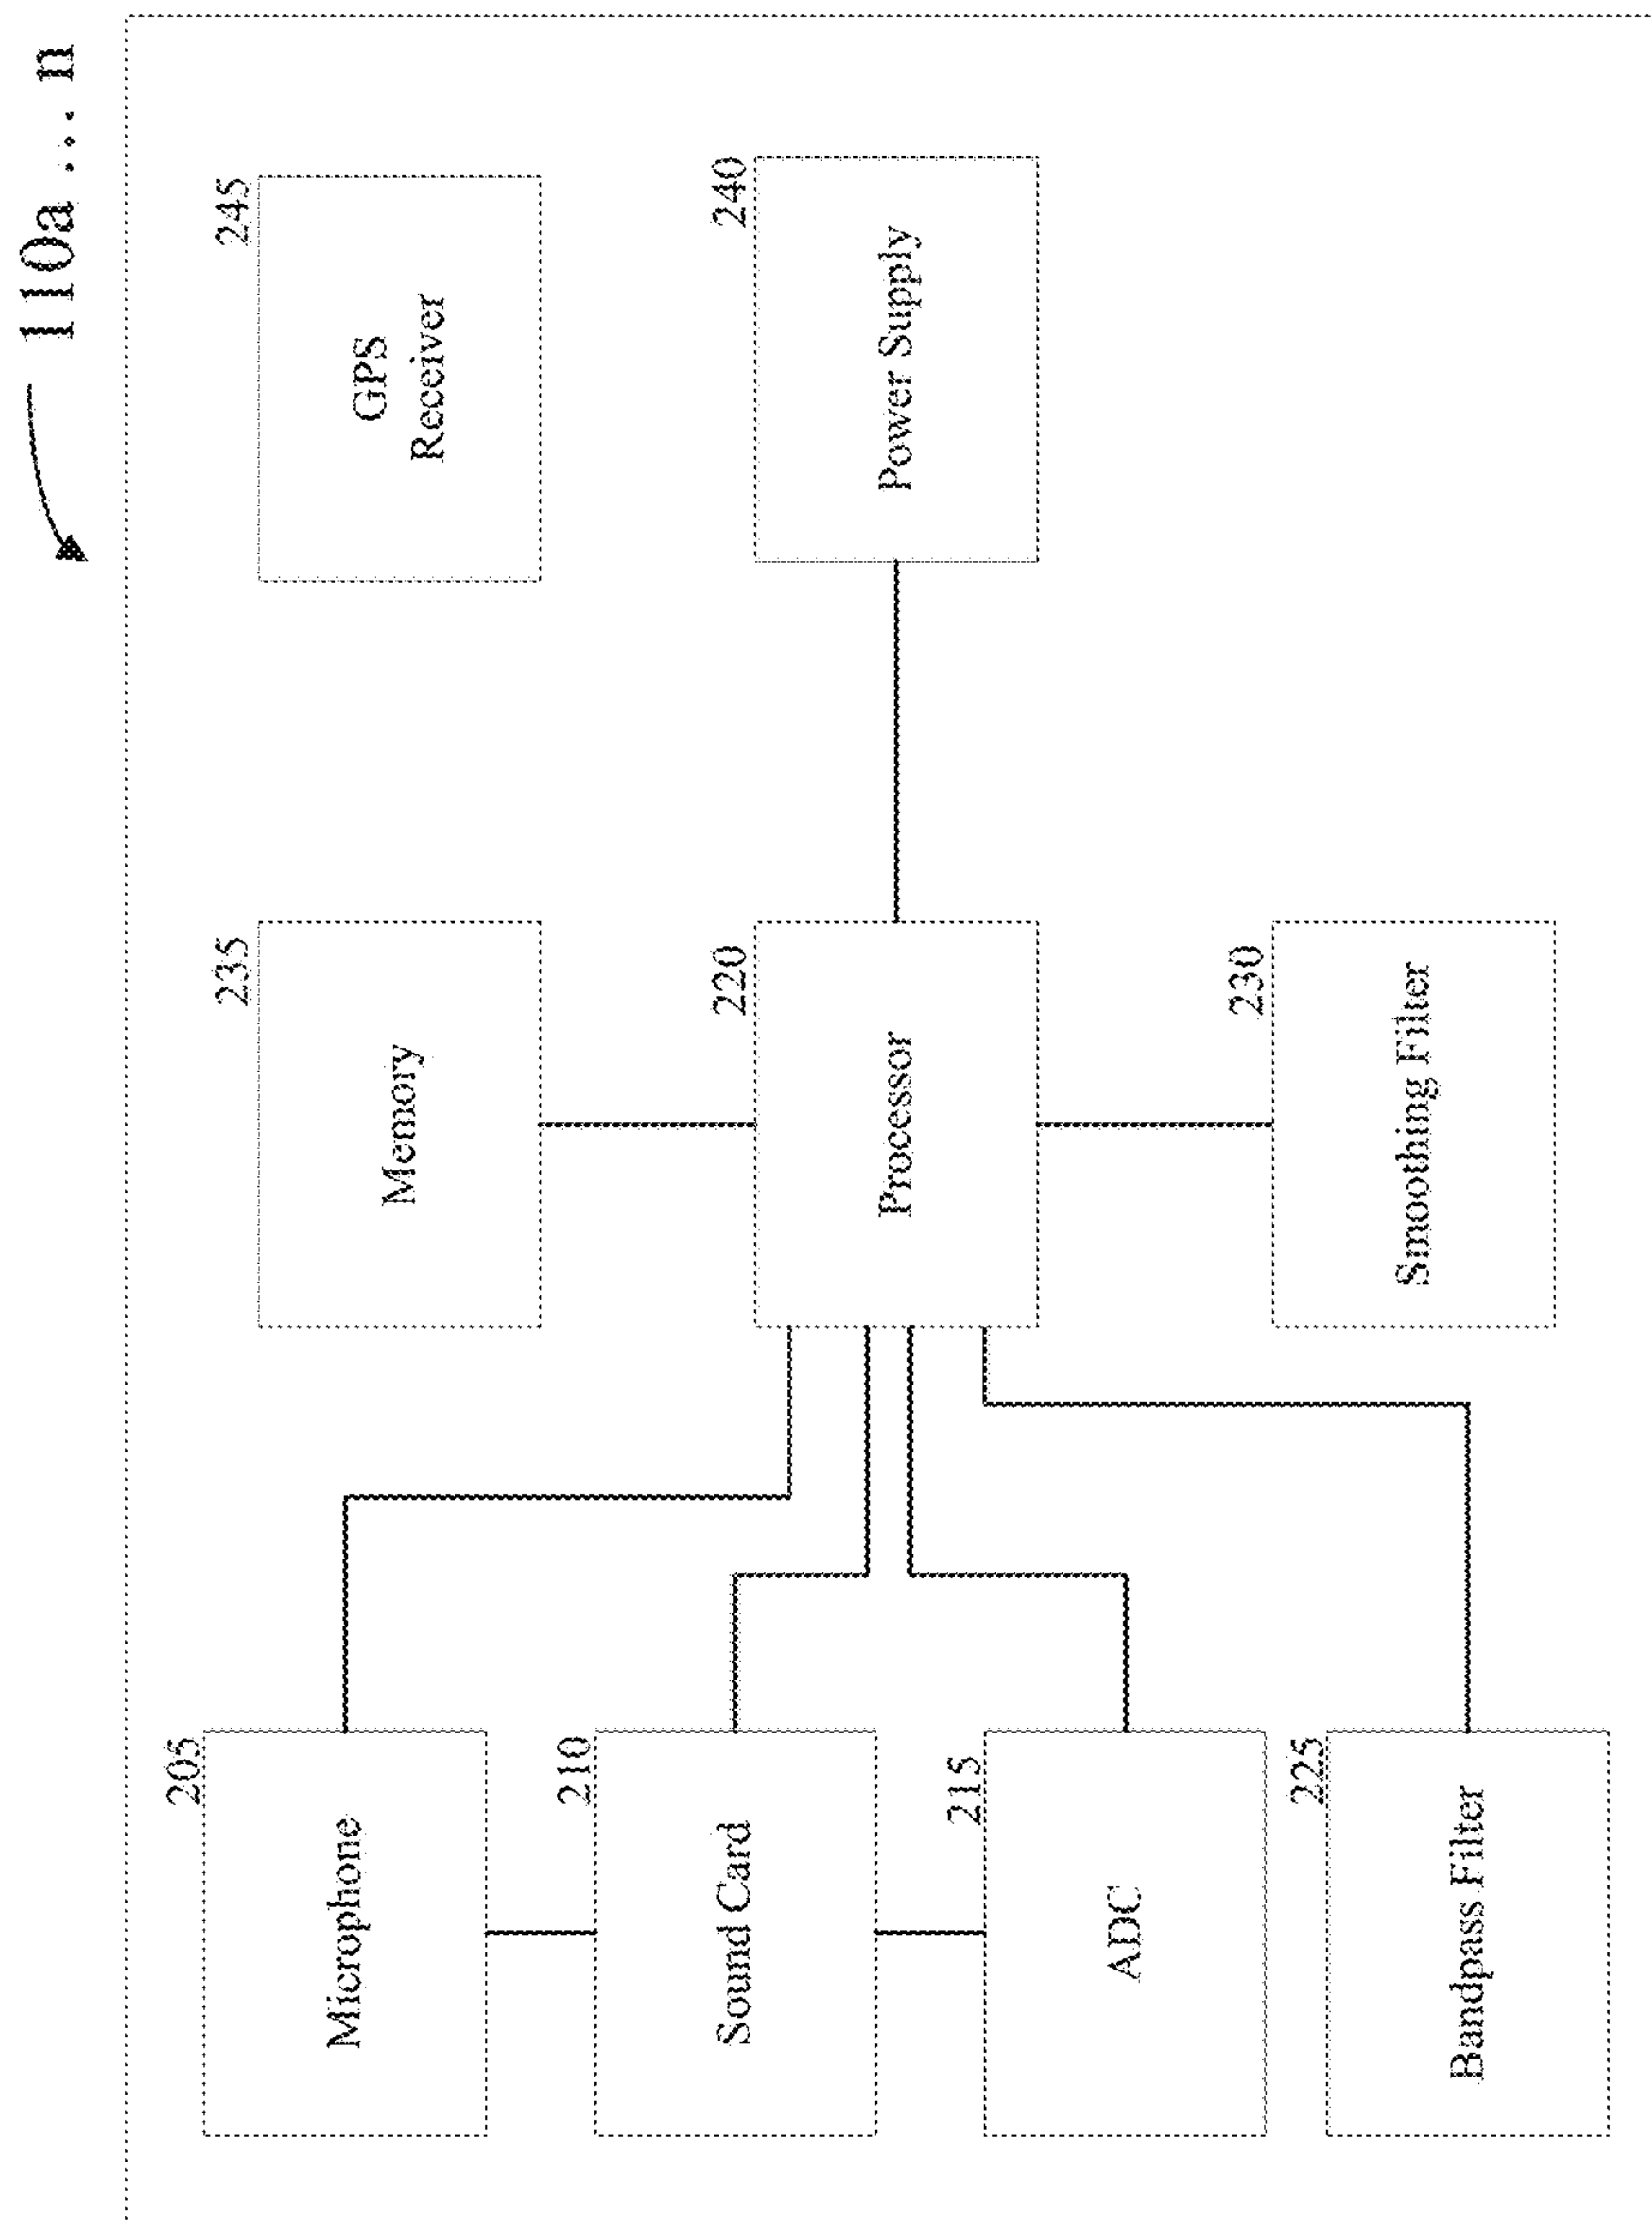 110a ... n
205
Microphone
235
Memory
245
GPS
Receiver
210
Sound Card
220
Processor
240
Power Supply
215
ADC
230
Smoothing Filter
225
Bandpass Filter